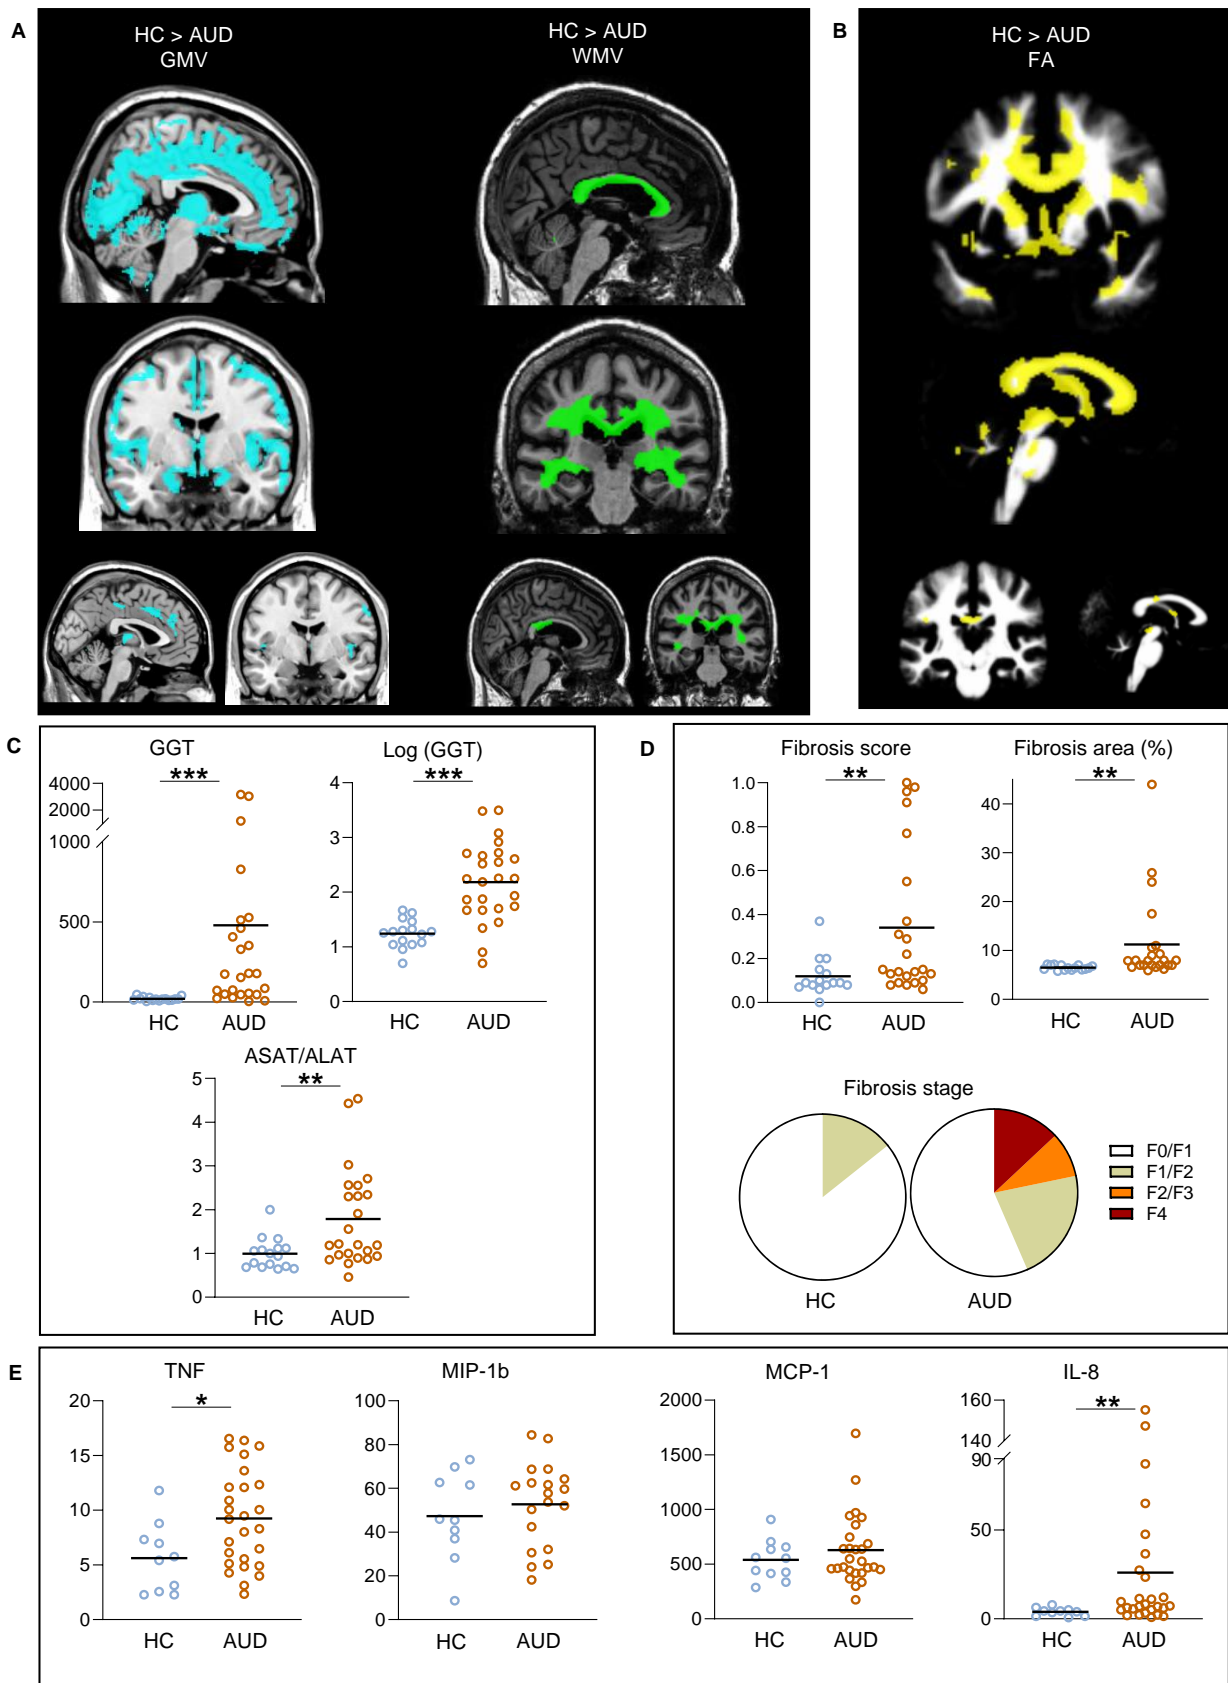 A
HC > AUD
GMV
HC > AUD
WMV
B
HC > AUD
FA
C
GGT
***
4000
2000
1000
500
0
HC
AUD
Log (GGT)
***
4
3
2
1
0
HC
AUD
ASAT/ALAT
**
5
4
3
2
1
0
HC
AUD
D
Fibrosis score
**
1.0
0.8
0.6
0.4
0.2
0.0
HC
AUD
Fibrosis area (%)
**
40
30
20
10
0
HC
AUD
Fibrosis stage
HC
AUD
F0/F1
F1/F2
F2/F3
F4
E
TNF
*
20
15
10
5
0
HC
AUD
MIP-1b
100
80
60
40
20
0
HC
AUD
MCP-1
2000
1500
1000
500
0
HC
AUD
IL-8
**
160
140
90
50
0
HC
AUD